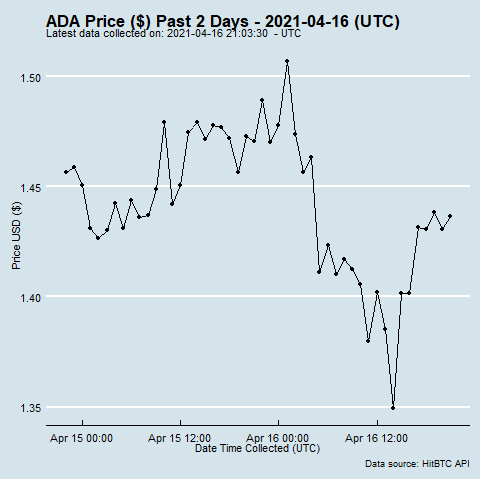 ADA Price ($) Past 2 Days - 2021-04-16 (UTC)
Latest data collected on: 2021-04-16 21:03:30 - UTC
1.50
1.45
1.40
1.35
Price USD ($)
Apr 15 00:00
Apr 15 12:00
Apr 16 00:00
Apr 16 12:00
Date Time Collected (UTC)
Data source: HitBTC API